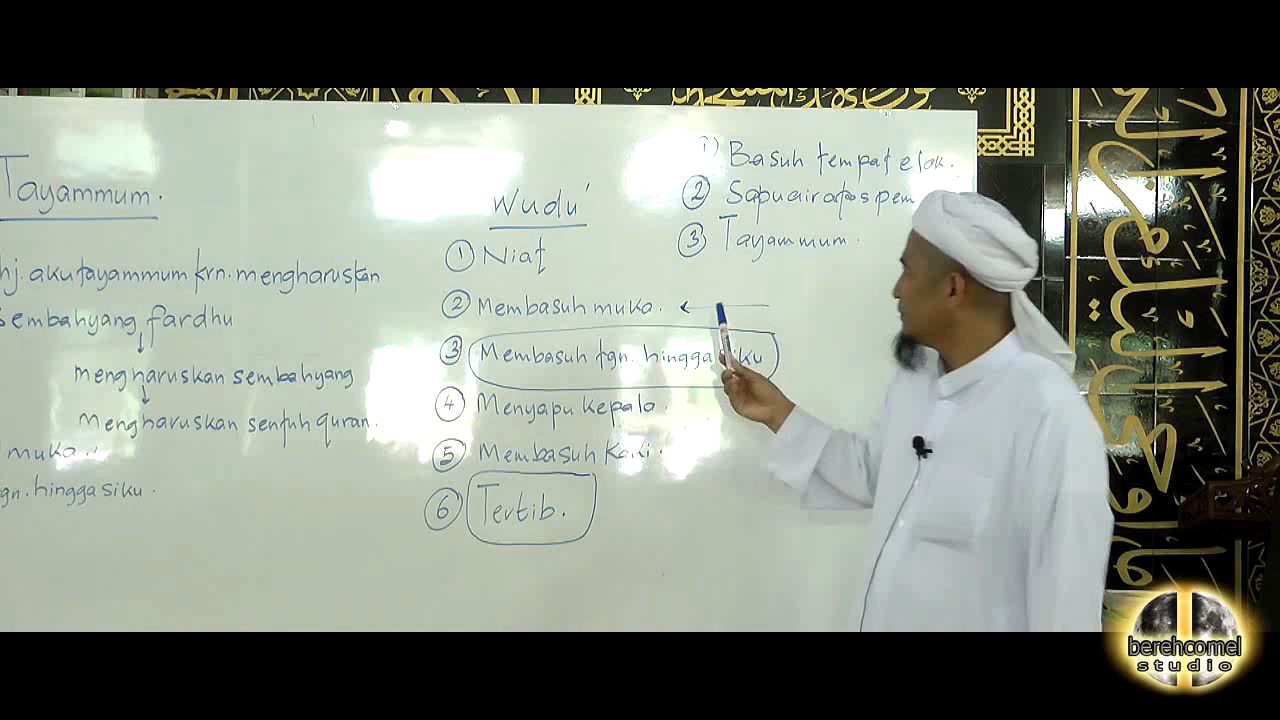 Tayammum.
hj. aku tayammum krn. mengharuskan
sembahyang fardhu
mengharuskan sembahyang
mengharuskan sentuh quran.
muka.
tgn. hingga siku.
Wudu'
① Niat
② Membasuh muka.
③ Membasuh tgn. hingga siku
④ Menyapu kepala.
⑤ Membasuh kaki.
⑥ Tertib.
1) Basuh tempat elok.
② Sapu air atas pem
③ Tayammum.
berehcomel
studio